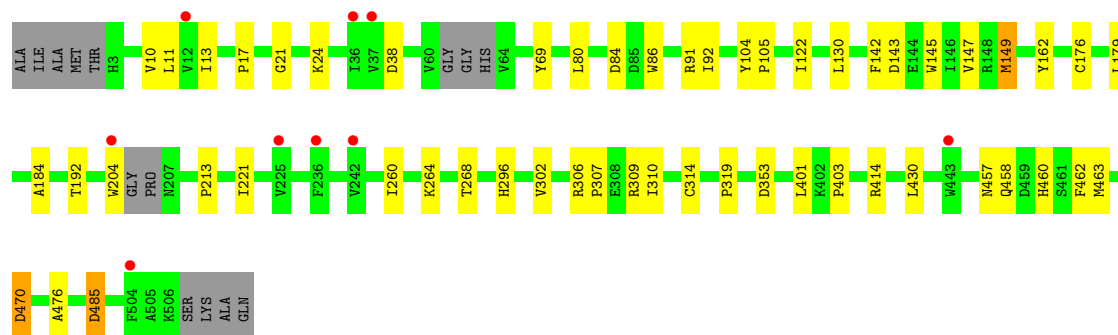 ALA ILE ALA MET THR H3 V10 L11 V12 I13 P17 G21 K24 I36 V37 D38 V60 GLY GLY HIS V64 Y69 L80 D84 D85 W86 R91 I92 Y104 P105 I122 L130 F142 D143 E144 W145 I146 V147 R148 M149 Y162 C176 L179
A184 T192 W204 GLY PRO N207 P213 I221 V225 F236 V242 I260 K264 T268 H296 V302 R306 P307 E308 R309 I310 C314 P319 D353 L401 K402 P403 R414 L430 W443 N457 Q458 D459 H460 S461 F462 M463
D470 A476 D485 F504 A505 K506 SER LYS ALA GLN